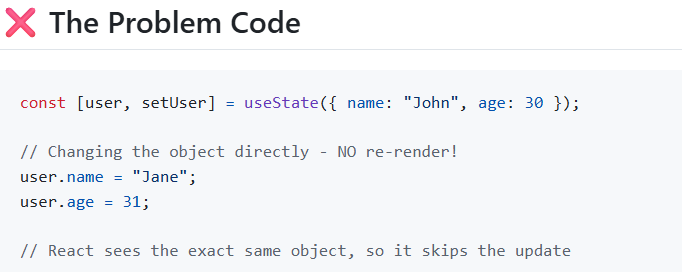 ❌ The Problem Code
const [user, setUser] = useState({ name: "John", age: 30 });
// Changing the object directly - NO re-render!
user.name = "Jane";
user.age = 31;
// React sees the exact same object, so it skips the update